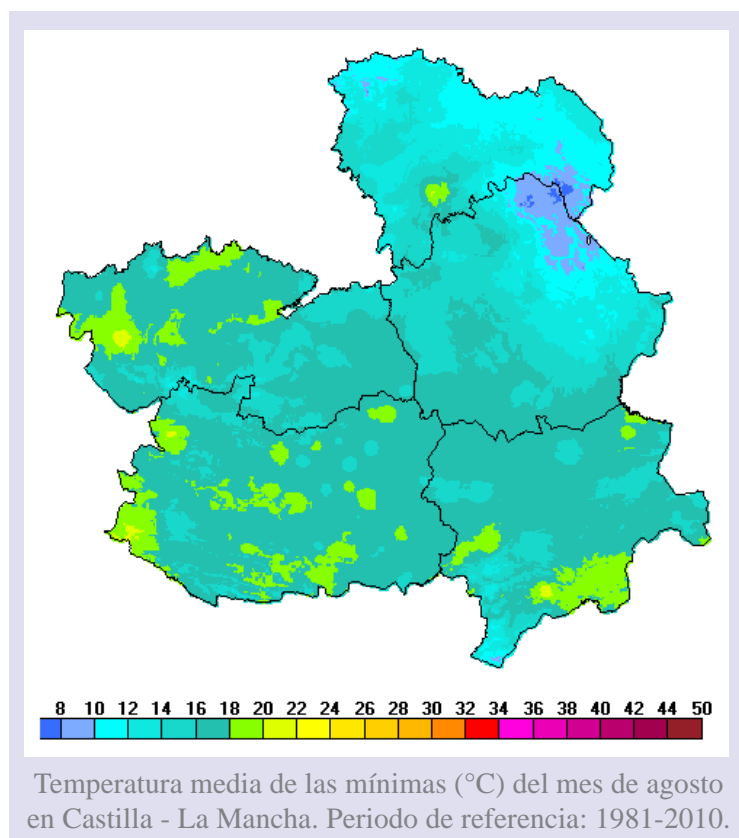 8 10 12 14 16 18 20 22 24 26 28 30 32 34 36 38 40 42 44 50
Temperatura media de las mínimas (°C) del mes de agosto
en Castilla - La Mancha. Periodo de referencia: 1981-2010.